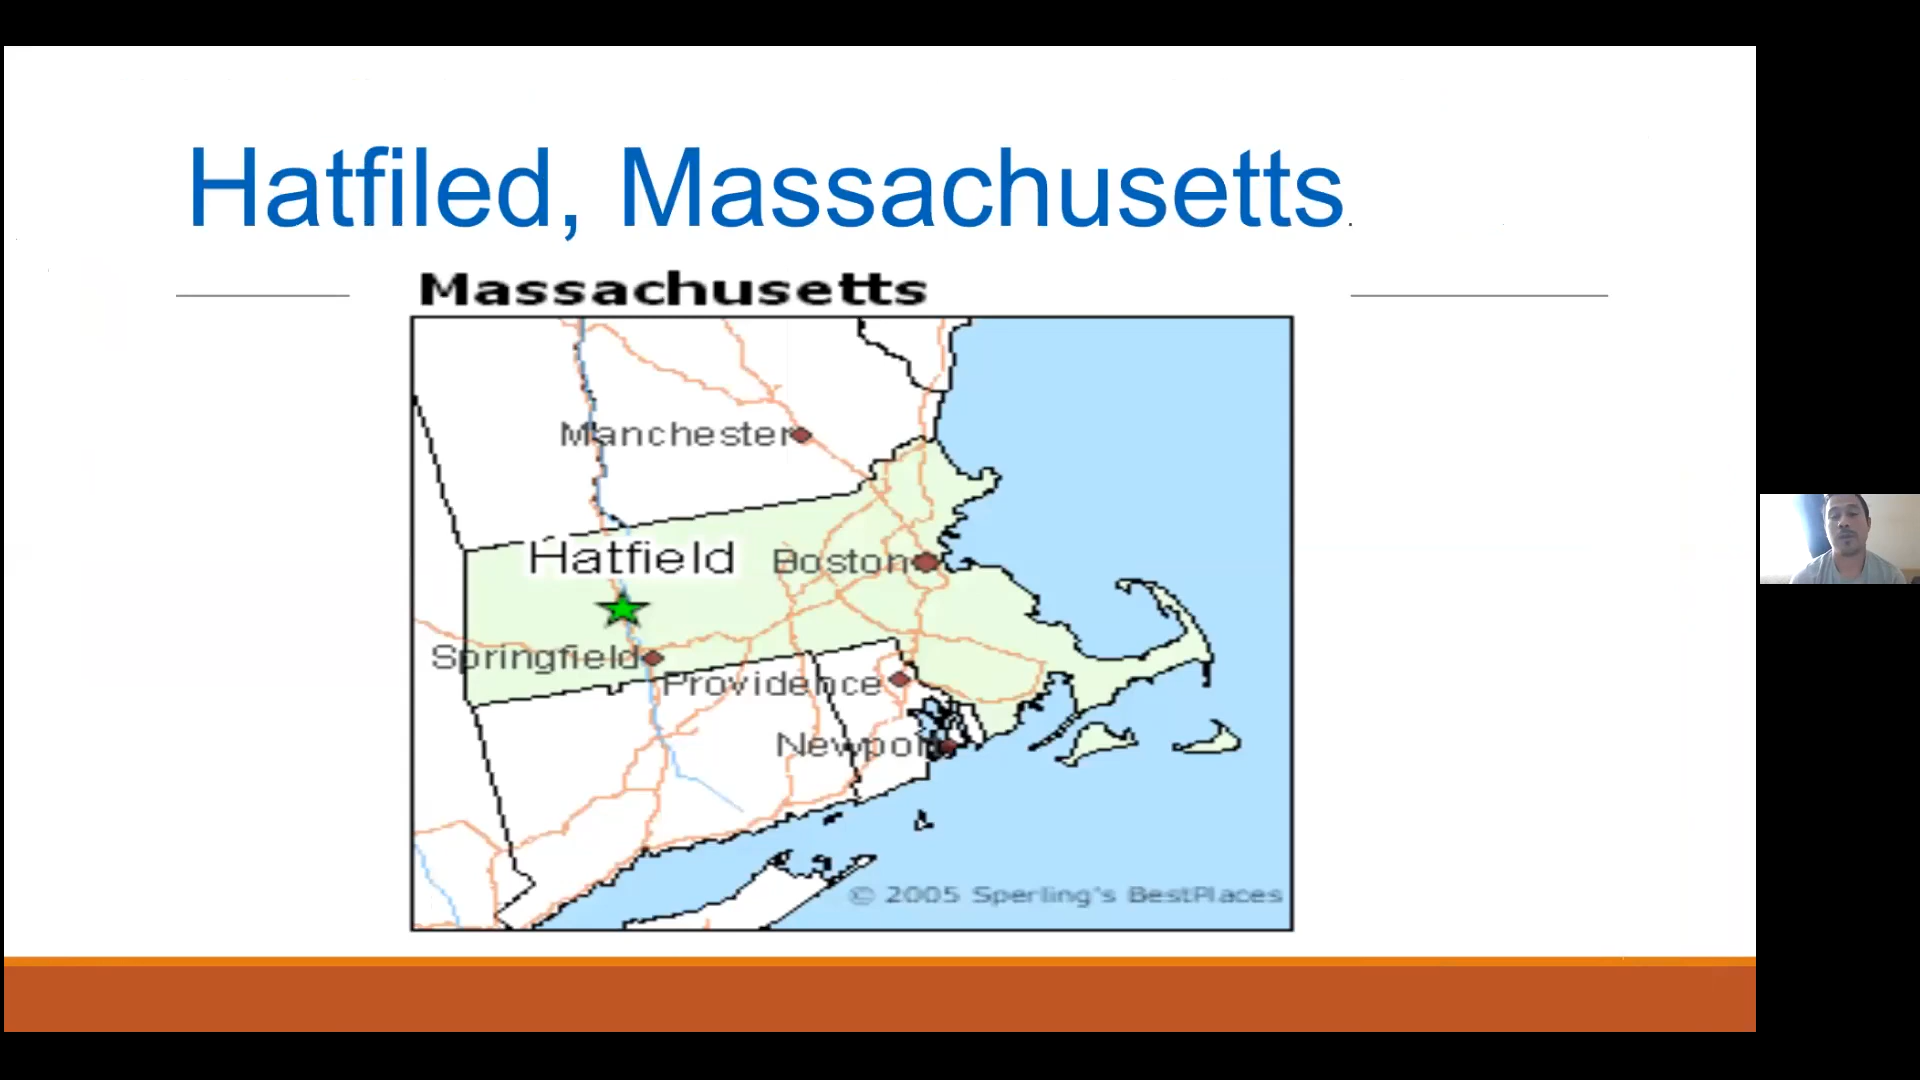 Hatfiled, Massachusetts.
Massachusetts
Manchester
Hatfield
Boston
Springfield
Providence
Newport
© 2005 Sperling's BestPlaces